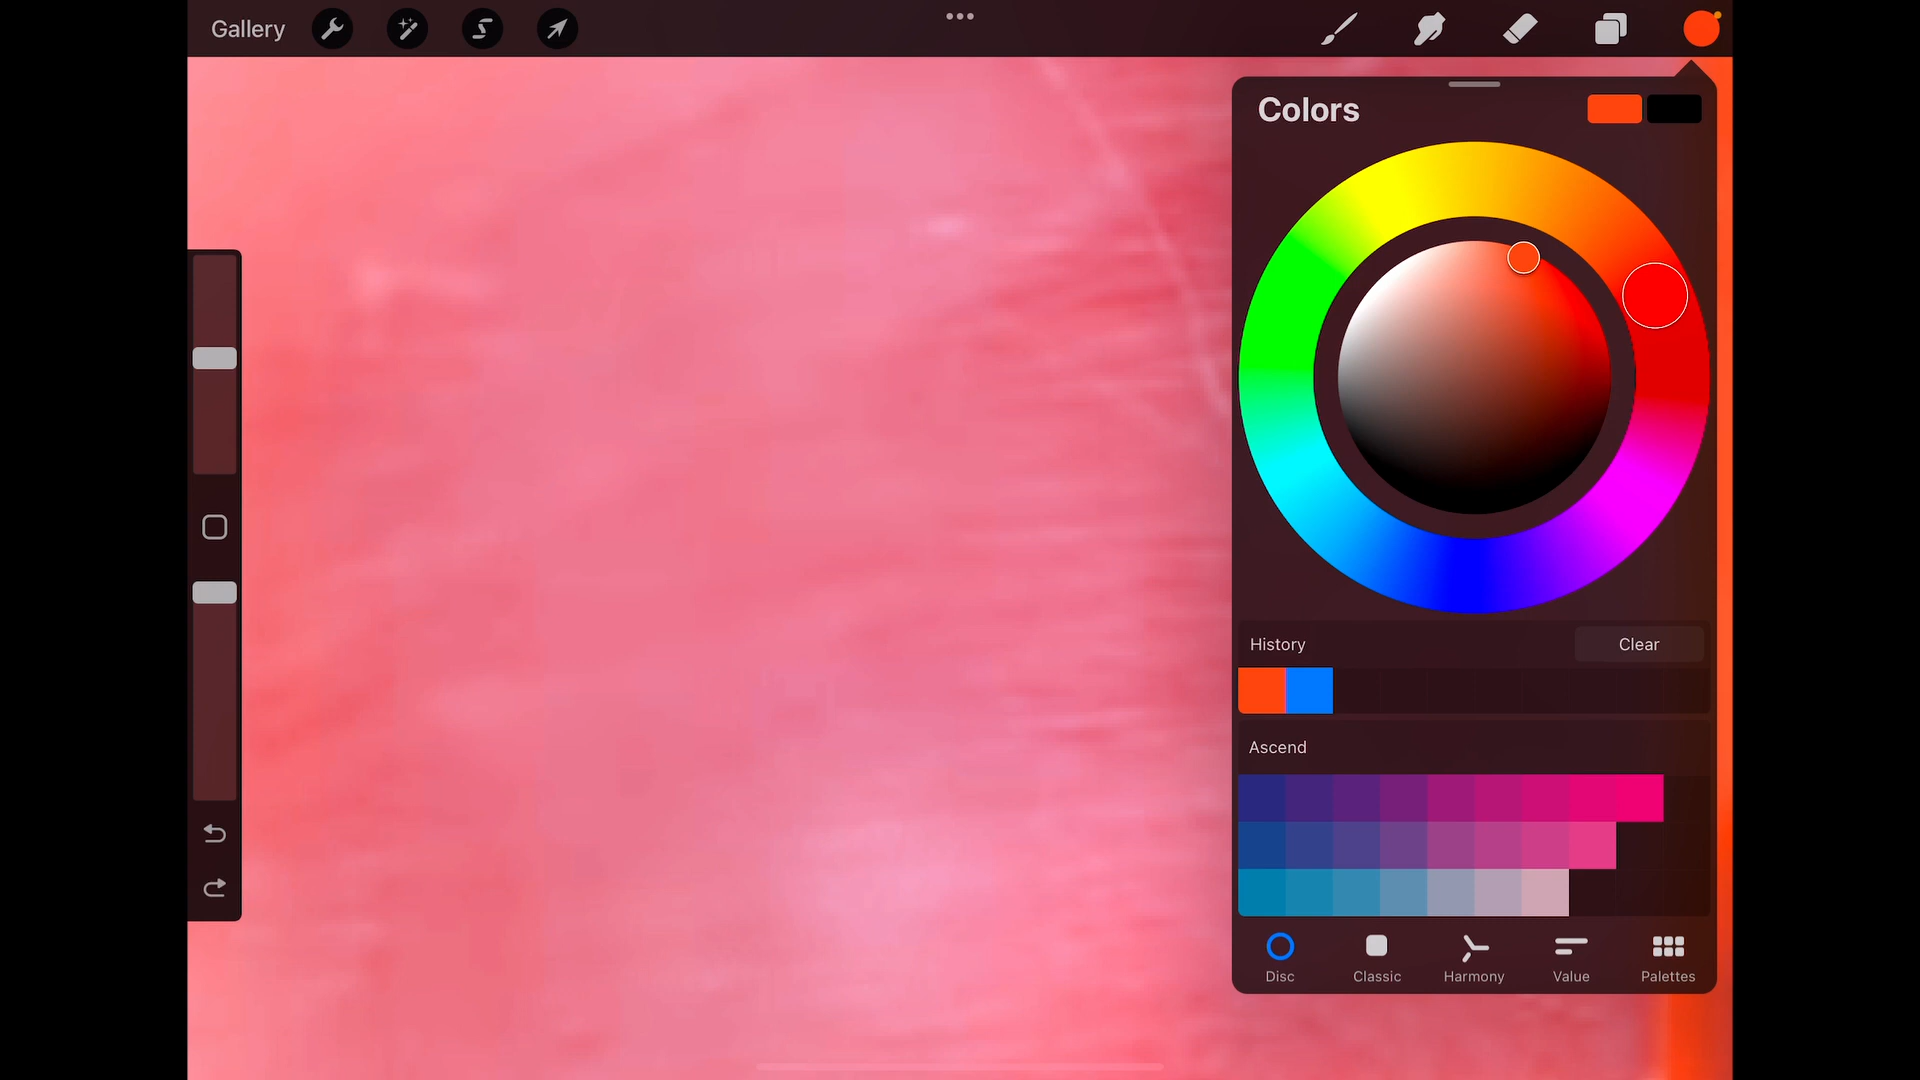 Gallery
Colors
History
Clear
Ascend
Disc
Classic
Harmony
Value
Palettes